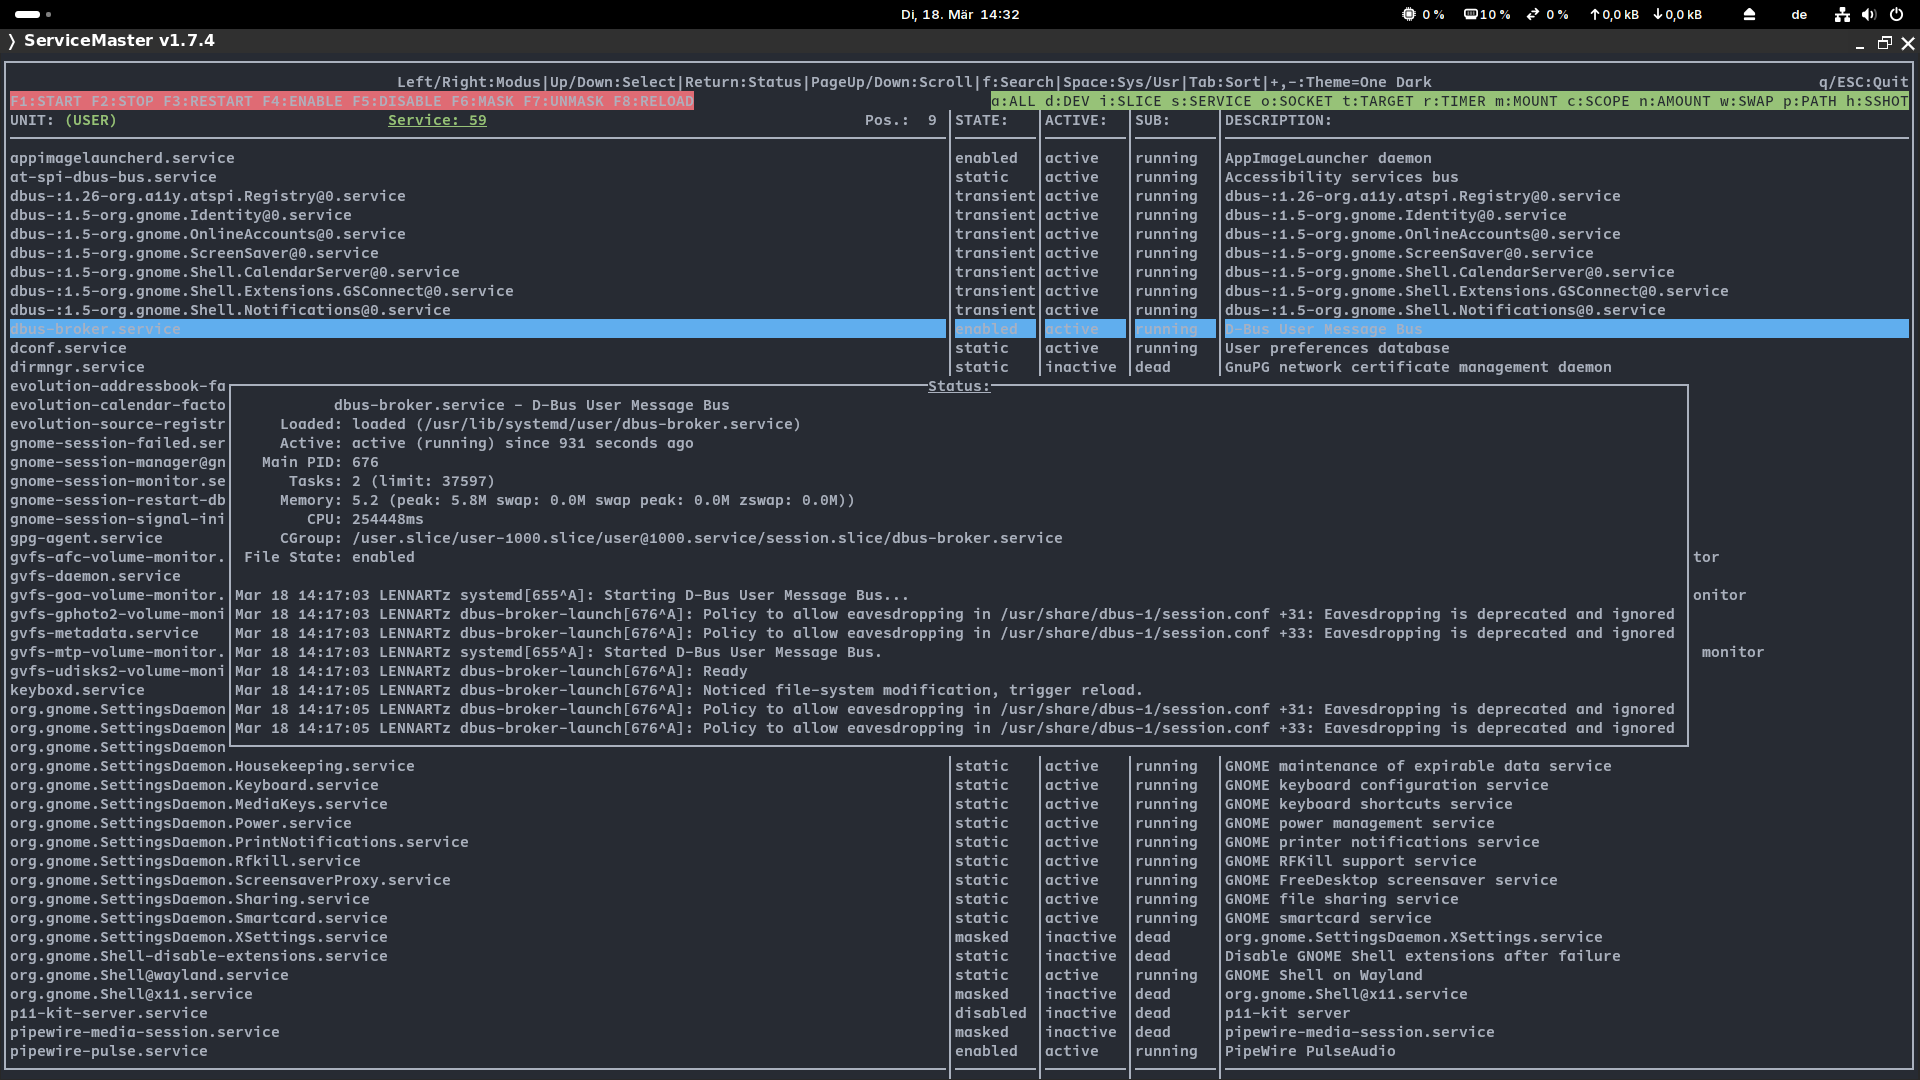 Di, 18. Mär 14:32
0 % 10 % 0 % 0,0 kB 0,0 kB de
❭ ServiceMaster v1.7.4
Left/Right:Modus|Up/Down:Select|Return:Status|PageUp/Down:Scroll|f:Search|Space:Sys/Usr|Tab:Sort|+,-:Theme=One Dark q/ESC:Quit
F1:START F2:STOP F3:RESTART F4:ENABLE F5:DISABLE F6:MASK F7:UNMASK F8:RELOAD a:ALL d:DEV i:SLICE s:SERVICE o:SOCKET t:TARGET r:TIMER m:MOUNT c:SCOPE n:AMOUNT w:SWAP p:PATH h:SSHOT
UNIT: (USER) Service: 59 Pos.: 9 STATE: ACTIVE: SUB: DESCRIPTION:
appimagelauncherd.service enabled active running AppImageLauncher daemon
at-spi-dbus-bus.service static active running Accessibility services bus
dbus-:1.26-org.a11y.atspi.Registry@0.service transient active running dbus-:1.26-org.a11y.atspi.Registry@0.service
dbus-:1.5-org.gnome.Identity@0.service transient active running dbus-:1.5-org.gnome.Identity@0.service
dbus-:1.5-org.gnome.OnlineAccounts@0.service transient active running dbus-:1.5-org.gnome.OnlineAccounts@0.service
dbus-:1.5-org.gnome.ScreenSaver@0.service transient active running dbus-:1.5-org.gnome.ScreenSaver@0.service
dbus-:1.5-org.gnome.Shell.CalendarServer@0.service transient active running dbus-:1.5-org.gnome.Shell.CalendarServer@0.service
dbus-:1.5-org.gnome.Shell.Extensions.GSConnect@0.service transient active running dbus-:1.5-org.gnome.Shell.Extensions.GSConnect@0.service
dbus-:1.5-org.gnome.Shell.Notifications@0.service transient active running dbus-:1.5-org.gnome.Shell.Notifications@0.service
dbus-broker.service enabled active running D-Bus User Message Bus
dconf.service static active running User preferences database
dirmngr.service static inactive dead GnuPG network certificate management daemon
evolution-addressbook-fa Status:
evolution-calendar-facto dbus-broker.service - D-Bus User Message Bus
evolution-source-registr Loaded: loaded (/usr/lib/systemd/user/dbus-broker.service)
gnome-session-failed.ser Active: active (running) since 931 seconds ago
gnome-session-manager@gn Main PID: 676
gnome-session-monitor.se Tasks: 2 (limit: 37597)
gnome-session-restart-db Memory: 5.2 (peak: 5.8M swap: 0.0M swap peak: 0.0M zswap: 0.0M))
gnome-session-signal-ini CPU: 254448ms
gpg-agent.service CGroup: /user.slice/user-1000.slice/user@1000.service/session.slice/dbus-broker.service
gvfs-afc-volume-monitor. File State: enabled tor
gvfs-daemon.service
gvfs-goa-volume-monitor. Mar 18 14:17:03 LENNARTz systemd[655^A]: Starting D-Bus User Message Bus... onitor
gvfs-gphoto2-volume-moni Mar 18 14:17:03 LENNARTz dbus-broker-launch[676^A]: Policy to allow eavesdropping in /usr/share/dbus-1/session.conf +31: Eavesdropping is deprecated and ignored
gvfs-metadata.service Mar 18 14:17:03 LENNARTz dbus-broker-launch[676^A]: Policy to allow eavesdropping in /usr/share/dbus-1/session.conf +33: Eavesdropping is deprecated and ignored
gvfs-mtp-volume-monitor. Mar 18 14:17:03 LENNARTz systemd[655^A]: Started D-Bus User Message Bus. monitor
gvfs-udisks2-volume-moni Mar 18 14:17:03 LENNARTz dbus-broker-launch[676^A]: Ready
keyboxd.service Mar 18 14:17:05 LENNARTz dbus-broker-launch[676^A]: Noticed file-system modification, trigger reload.
org.gnome.SettingsDaemon Mar 18 14:17:05 LENNARTz dbus-broker-launch[676^A]: Policy to allow eavesdropping in /usr/share/dbus-1/session.conf +31: Eavesdropping is deprecated and ignored
org.gnome.SettingsDaemon Mar 18 14:17:05 LENNARTz dbus-broker-launch[676^A]: Policy to allow eavesdropping in /usr/share/dbus-1/session.conf +33: Eavesdropping is deprecated and ignored
org.gnome.SettingsDaemon
org.gnome.SettingsDaemon.Housekeeping.service static active running GNOME maintenance of expirable data service
org.gnome.SettingsDaemon.Keyboard.service static active running GNOME keyboard configuration service
org.gnome.SettingsDaemon.MediaKeys.service static active running GNOME keyboard shortcuts service
org.gnome.SettingsDaemon.Power.service static active running GNOME power management service
org.gnome.SettingsDaemon.PrintNotifications.service static active running GNOME printer notifications service
org.gnome.SettingsDaemon.Rfkill.service static active running GNOME RFKill support service
org.gnome.SettingsDaemon.ScreensaverProxy.service static active running GNOME FreeDesktop screensaver service
org.gnome.SettingsDaemon.Sharing.service static active running GNOME file sharing service
org.gnome.SettingsDaemon.Smartcard.service static active running GNOME smartcard service
org.gnome.SettingsDaemon.XSettings.service masked inactive dead org.gnome.SettingsDaemon.XSettings.service
org.gnome.Shell-disable-extensions.service static inactive dead Disable GNOME Shell extensions after failure
org.gnome.Shell@wayland.service static active running GNOME Shell on Wayland
org.gnome.Shell@x11.service masked inactive dead org.gnome.Shell@x11.service
p11-kit-server.service disabled inactive dead p11-kit server
pipewire-media-session.service masked inactive dead pipewire-media-session.service
pipewire-pulse.service enabled active running PipeWire PulseAudio